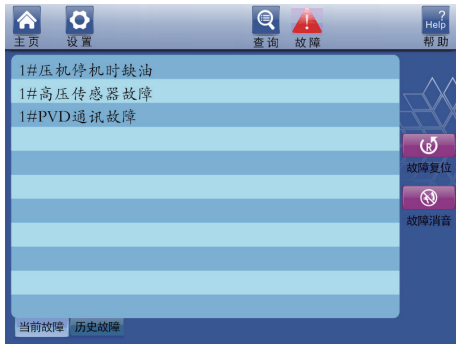 主页 设置 查询 故障 Help? 帮助
1#压机停机时缺油
1#高压传感器故障
1#PVD通讯故障
R
故障复位
故障消音
当前故障 历史故障